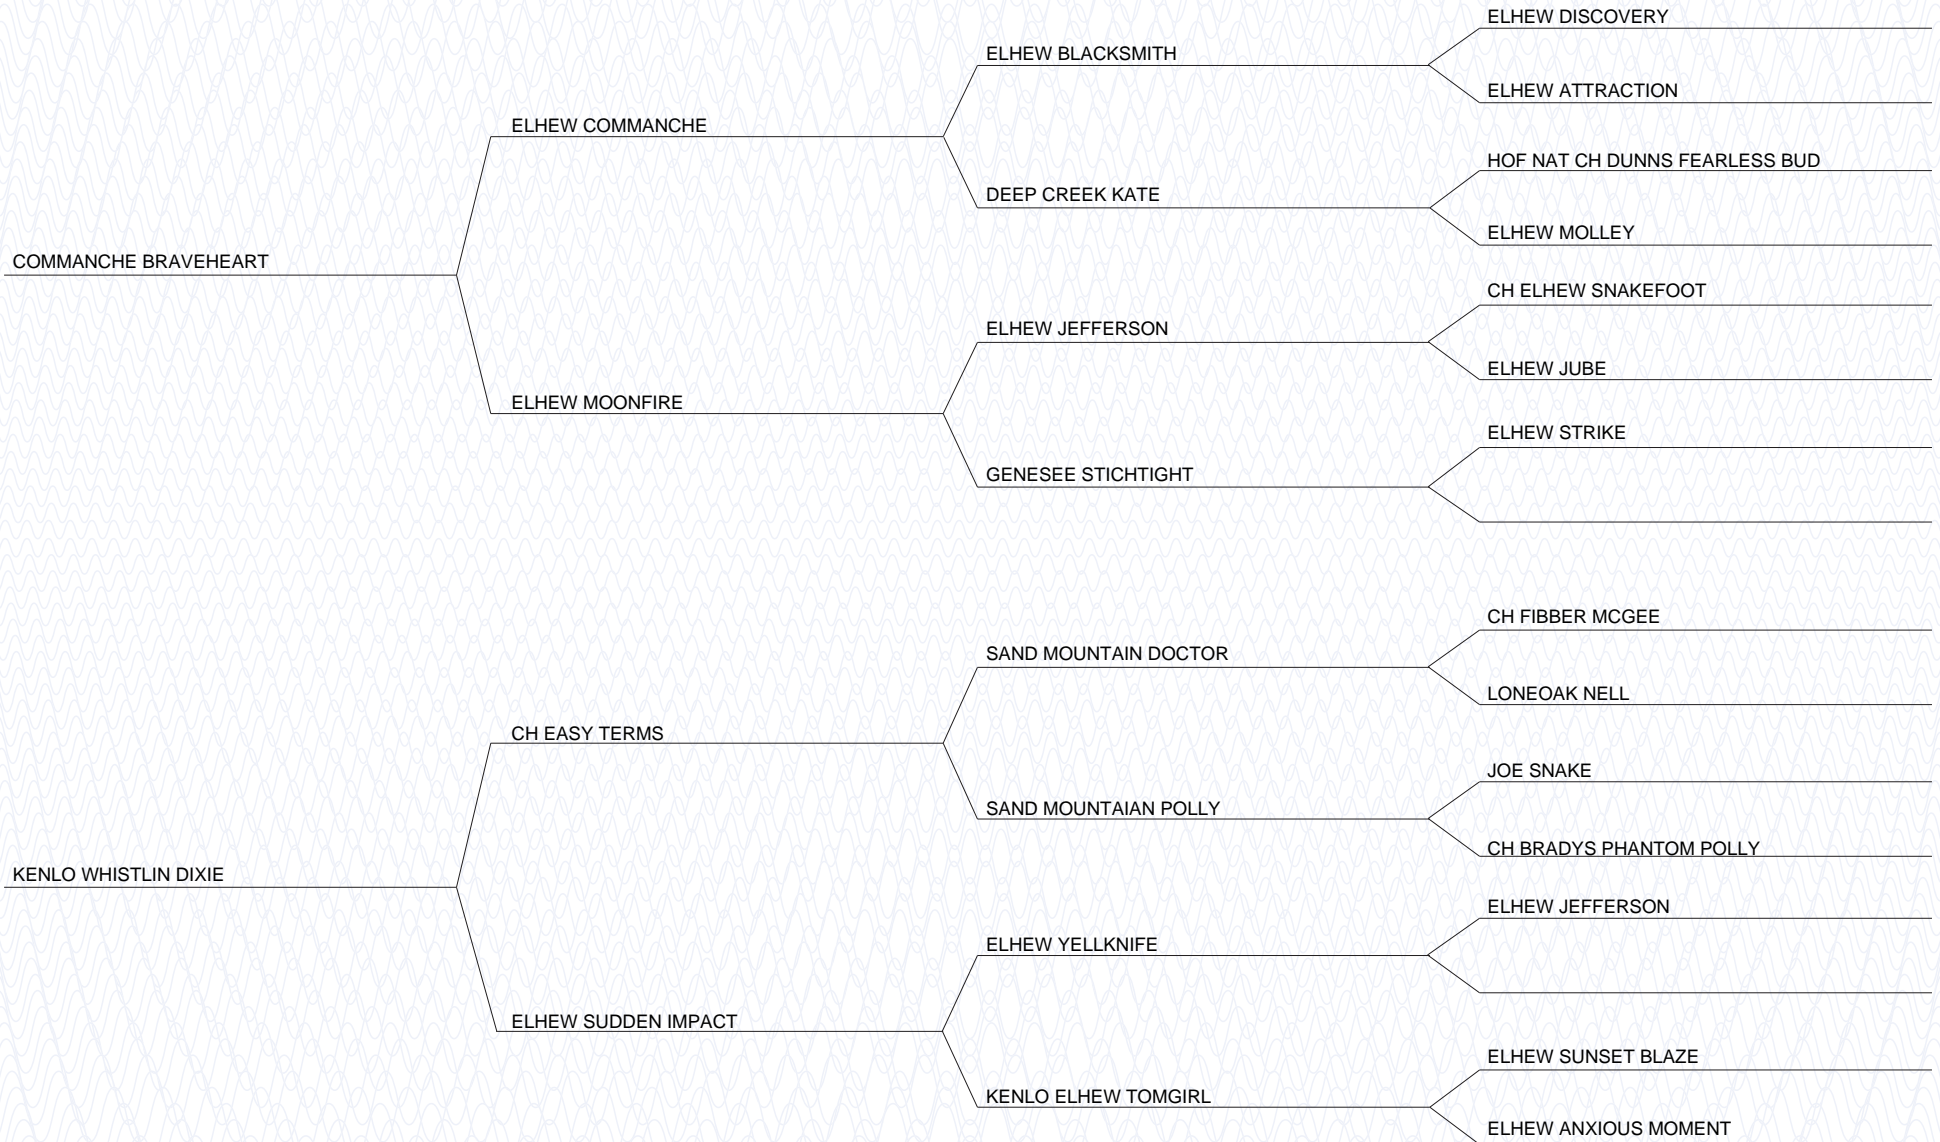 ELHEW DISCOVERY
ELHEW BLACKSMITH
ELHEW ATTRACTION
ELHEW COMMANCHE
HOF NAT CH DUNNS FEARLESS BUD
DEEP CREEK KATE
ELHEW MOLLEY
COMMANCHE BRAVEHEART
CH ELHEW SNAKEFOOT
ELHEW JEFFERSON
ELHEW JUBE
ELHEW MOONFIRE
ELHEW STRIKE
GENESEE STICHTIGHT
CH FIBBER MCGEE
SAND MOUNTAIN DOCTOR
LONEOAK NELL
CH EASY TERMS
JOE SNAKE
SAND MOUNTAIAN POLLY
CH BRADYS PHANTOM POLLY
KENLO WHISTLIN DIXIE
ELHEW JEFFERSON
ELHEW YELLKNIFE
ELHEW SUDDEN IMPACT
ELHEW SUNSET BLAZE
KENLO ELHEW TOMGIRL
ELHEW ANXIOUS MOMENT